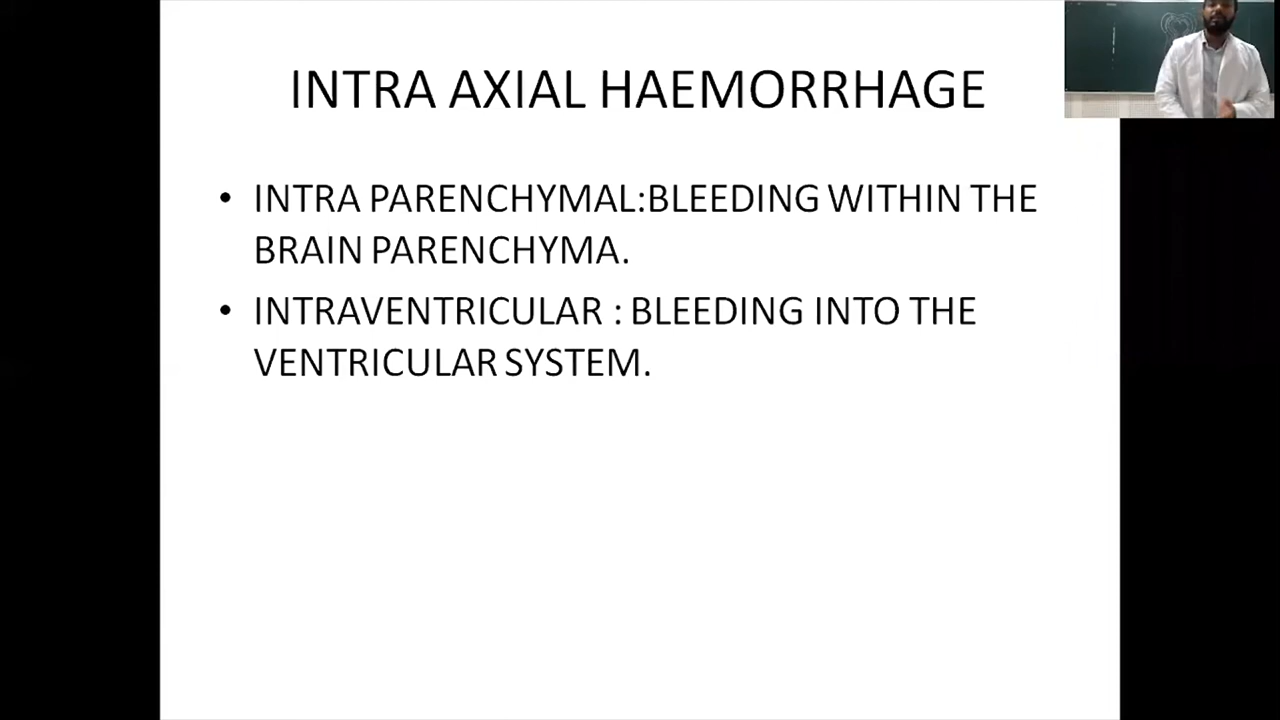 INTRA AXIAL HAEMORRHAGE
• INTRA PARENCHYMAL:BLEEDING WITHIN THE
BRAIN PARENCHYMA.
• INTRAVENTRICULAR : BLEEDING INTO THE
VENTRICULAR SYSTEM.